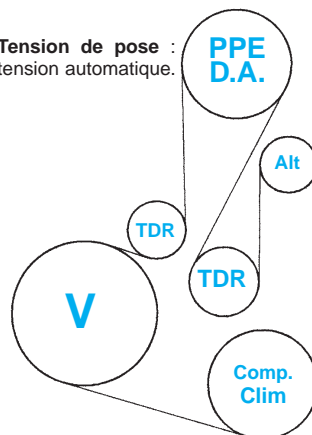 Tension de pose :
tension automatique.
PPE
D.A.
Alt
TDR
TDR
V
Comp.
Clim